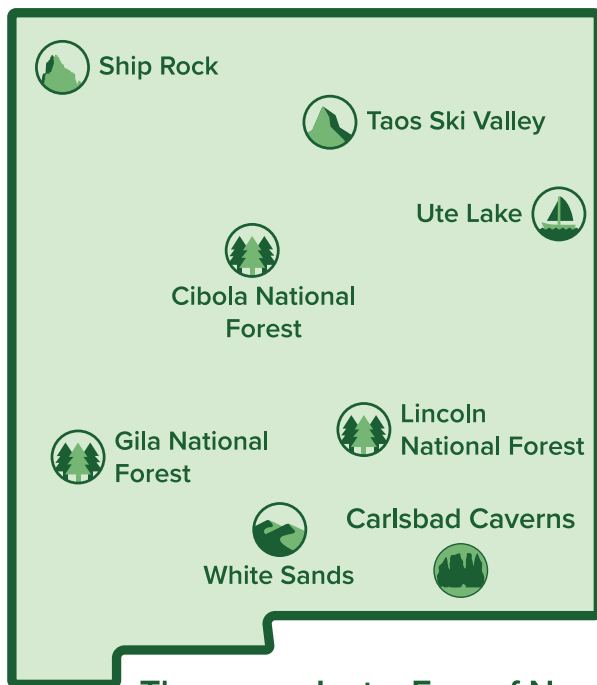 Ship Rock
Taos Ski Valley
Ute Lake
Cibola National
Forest
Lincoln
National Forest
Gila National
Forest
Carlsbad Caverns
White Sands